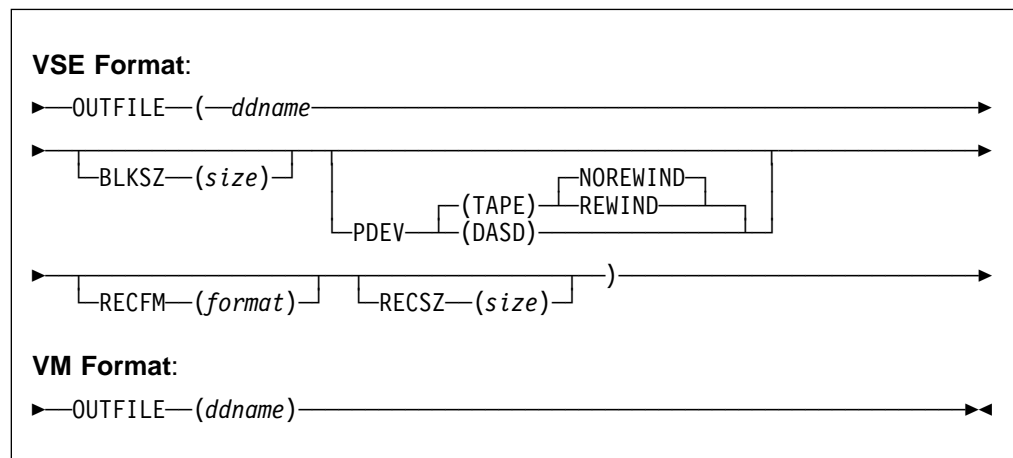 VSE Format:
OUTFILE ( ddname
BLKSZ (size)
NOREWIND
(TAPE) REWIND
PDEV (DASD)
)
RECFM (format) RECSZ (size)
VM Format:
OUTFILE (ddname)